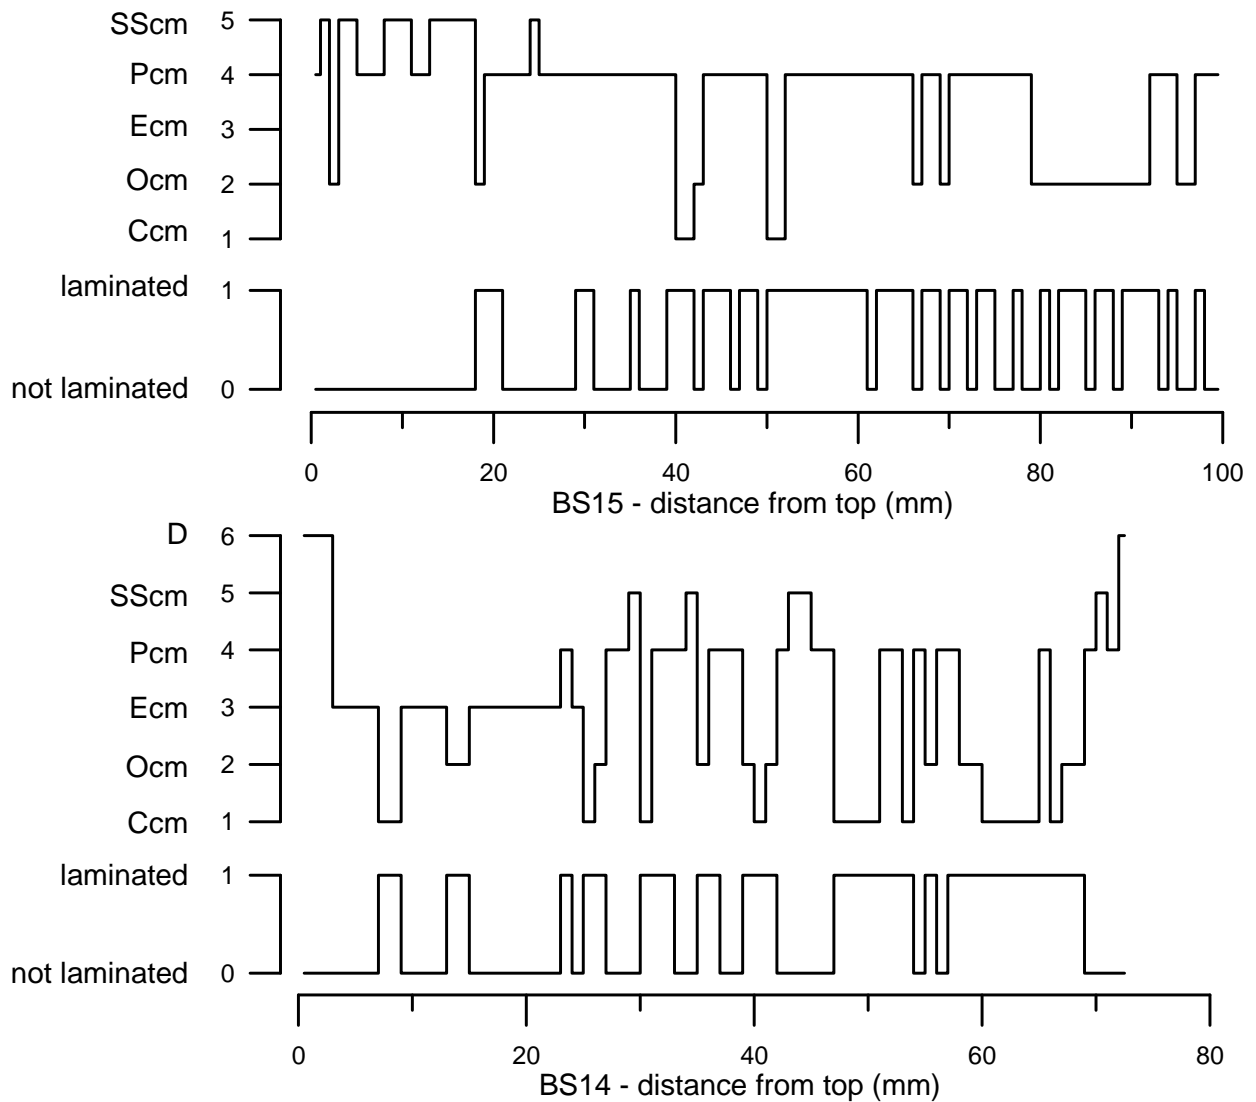 SScm 5
Pcm 4
Ecm 3
Ocm 2
Ccm 1
laminated 1
not laminated 0
0 20 40 60 80 100
BS15 - distance from top (mm)
D 6
SScm 5
Pcm 4
Ecm 3
Ocm 2
Ccm 1
laminated 1
not laminated 0
0 20 40 60 80
BS14 - distance from top (mm)